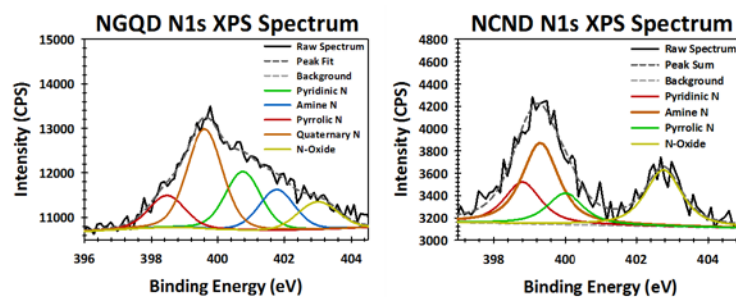 NGQD N1s XPS Spectrum
15000
14000
13000
12000
11000
Intensity (CPS)
Raw Spectrum
Peak Fit
Background
Pyridinic N
Amine N
Pyrrolic N
Quaternary N
N-Oxide
396
398
400
402
404
Binding Energy (eV)
NCND N1s XPS Spectrum
4800
4600
4400
4200
4000
3800
3600
3400
3200
3000
Intensity (CPS)
Raw Spectrum
Peak Sum
Background
Pyridinic N
Amine N
Pyrrolic N
N-Oxide
398
400
402
404
Binding Energy (eV)